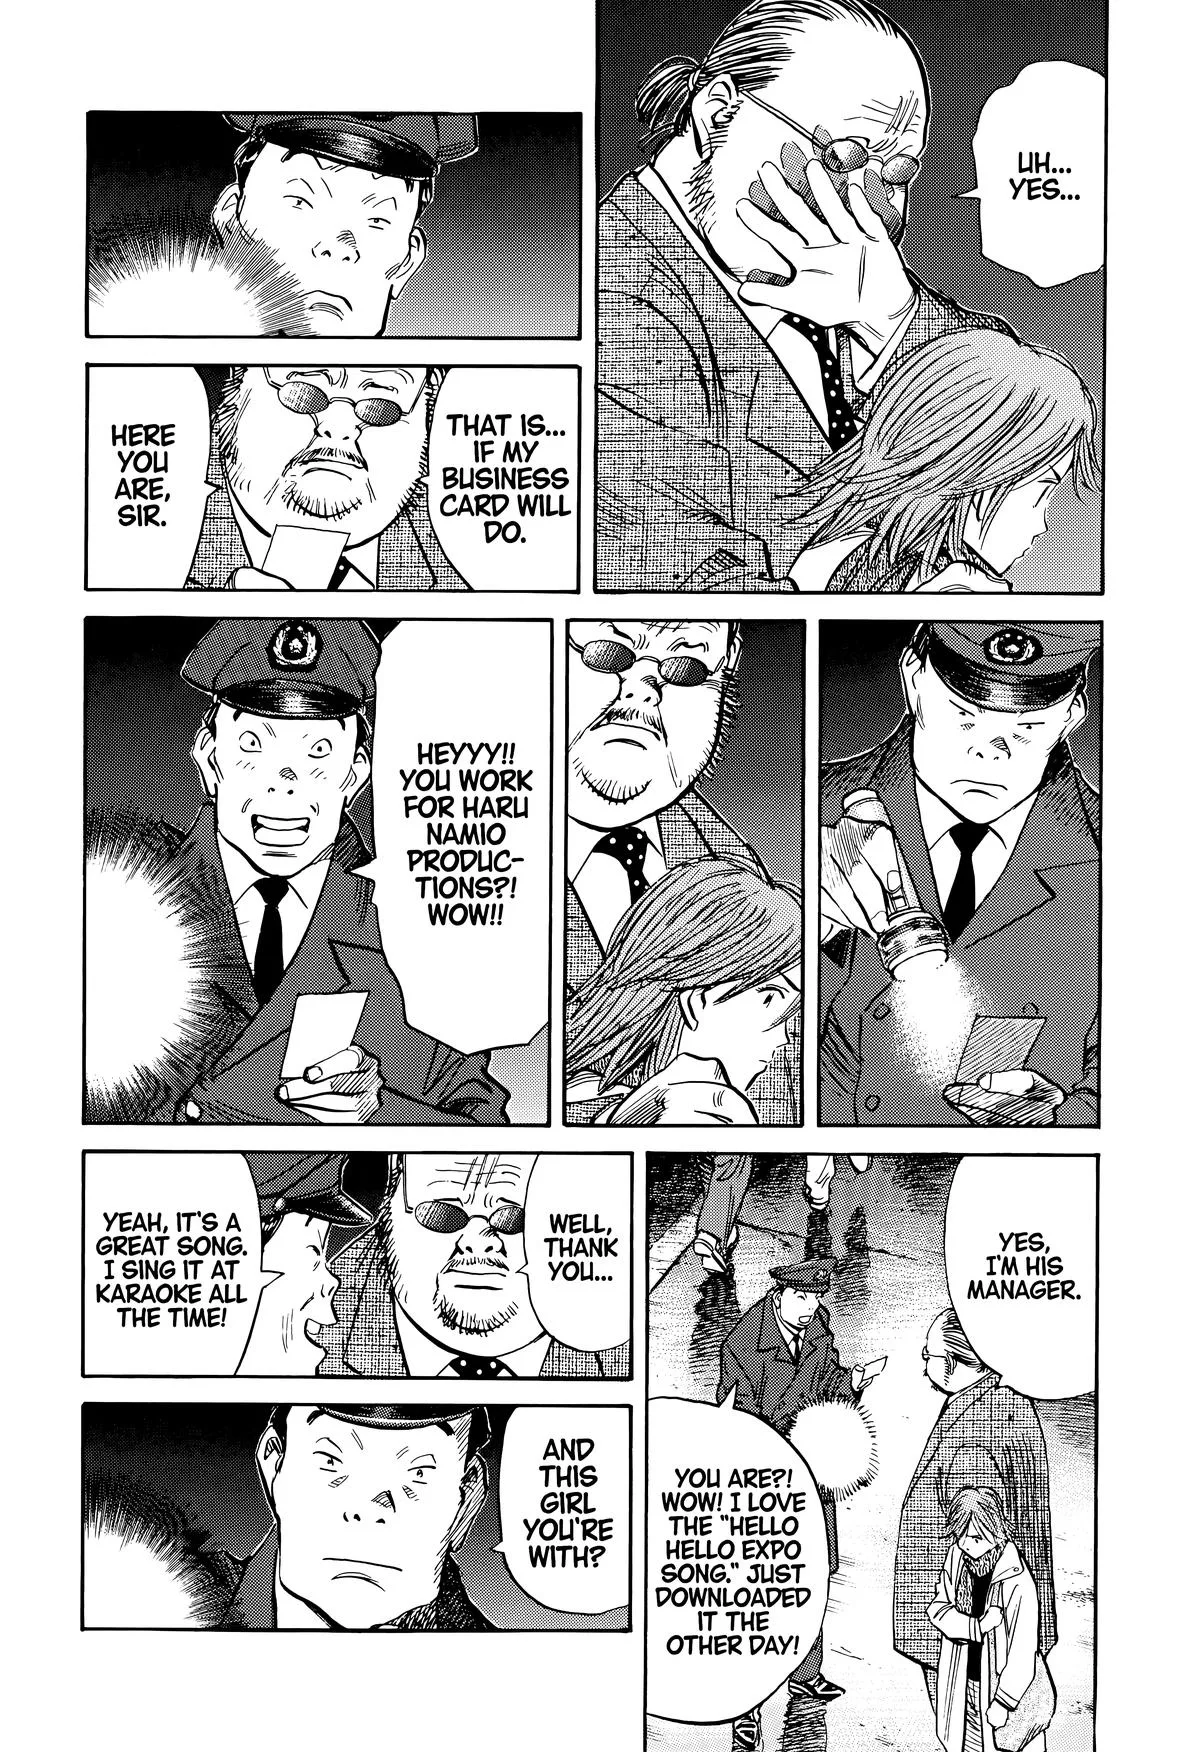 UH...
YES...
THAT IS...
IF MY
BUSINESS
CARD WILL
DO.
HERE
YOU
ARE,
SIR.
HEYYY!!
YOU WORK
FOR HARU
NAMIO
PRODUC-
TIONS?!
WOW!!
YES,
I'M HIS
MANAGER.
YOU ARE?!
WOW! I LOVE
THE "HELLO
HELLO EXPO
SONG." JUST
DOWNLOADED
IT THE
OTHER DAY!
WELL,
THANK
YOU...
YEAH, IT'S A
GREAT SONG.
I SING IT AT
KARAOKE ALL
THE TIME!
AND
THIS
GIRL
YOU'RE
WITH?